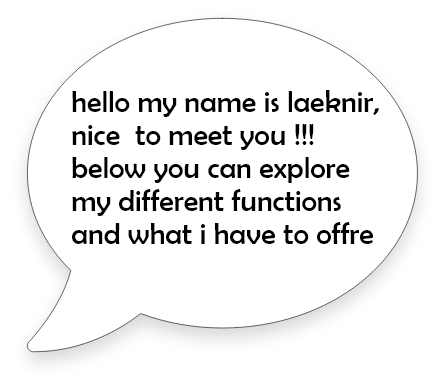 hello my name is laeknir,
nice  to meet you !!!
below you can explore
my different functions
and what i have to offre